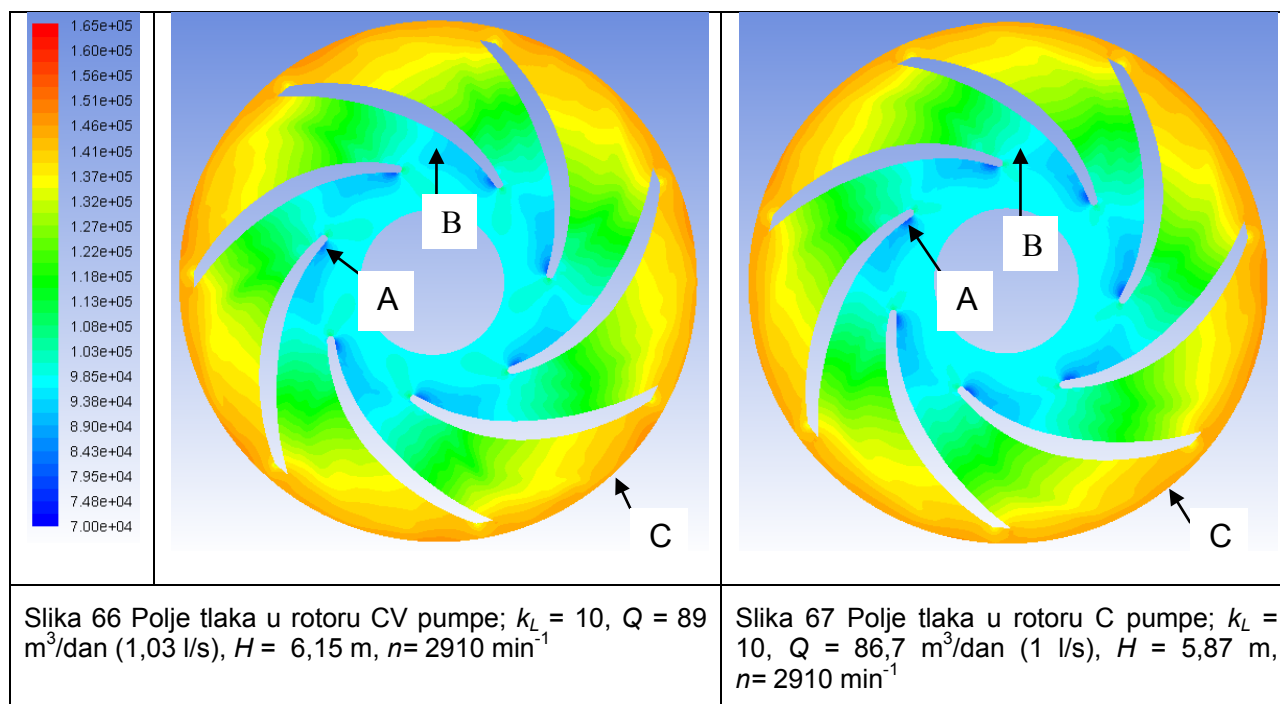 1.65e+05
1.60e+05
1.56e+05
1.51e+05
1.46e+05
1.41e+05
1.37e+05
1.32e+05
1.27e+05
1.22e+05
1.18e+05
1.13e+05
1.08e+05
1.03e+05
9.85e+04
9.38e+04
8.90e+04
8.43e+04
7.95e+04
7.48e+04
7.00e+04
B
A
C
B
A
C
Slika 66 Polje tlaka u rotoru CV pumpe; k_L = 10, Q = 89
m³/dan (1,03 l/s), H = 6,15 m, n= 2910 min⁻¹
Slika 67 Polje tlaka u rotoru C pumpe; k_L =
10, Q = 86,7 m³/dan (1 l/s), H = 5,87 m,
n= 2910 min⁻¹